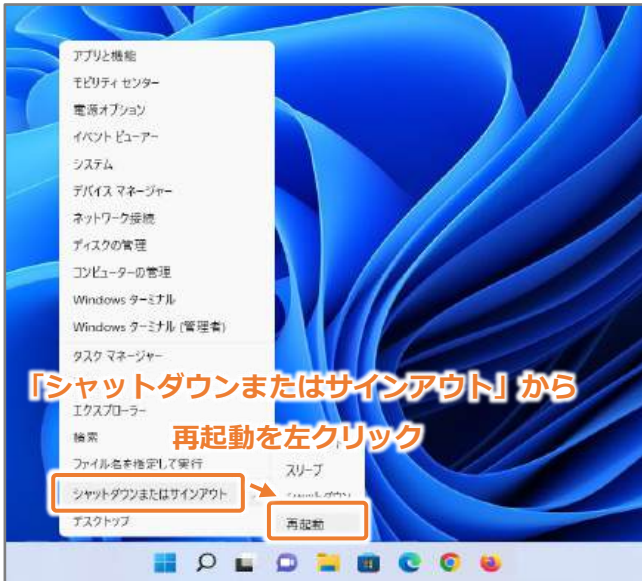 アプリと機能
モビリティ センター
電源オプション
イベント ビューアー
システム
デバイス マネージャー
ネットワーク接続
ディスクの管理
コンピューターの管理
Windows ターミナル
Windows ターミナル (管理者)
タスク マネージャー
「シャットダウンまたはサインアウト」から
エクスプローラー
検索
再起動を左クリック
ファイル名を指定して実行
スリープ
シャットダウンまたはサインアウト
シャットダウン
デスクトップ
再起動